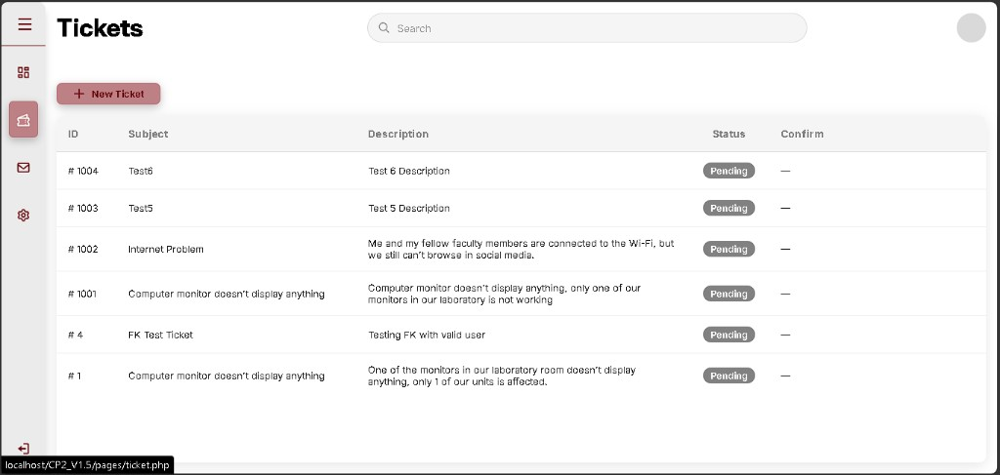 Tickets
Search
New Ticket
ID Subject Description Status Confirm
# 1004 Test6 Test 6 Description Pending —
# 1003 Test5 Test 5 Description Pending —
# 1002 Internet Problem Me and my fellow faculty members are connected to the Wi-Fi, but
we still can't browse in social media. Pending —
# 1001 Computer monitor doesn't display anything Computer monitor doesn't display anything, only one of our
monitors in our laboratory is not working Pending —
# 4 FK Test Ticket Testing FK with valid user Pending —
# 1 Computer monitor doesn't display anything One of the monitors in our laboratory room doesn't display
anything, only 1 of our units is affected. Pending —
localhost/CP2_V1.5/pages/ticket.php